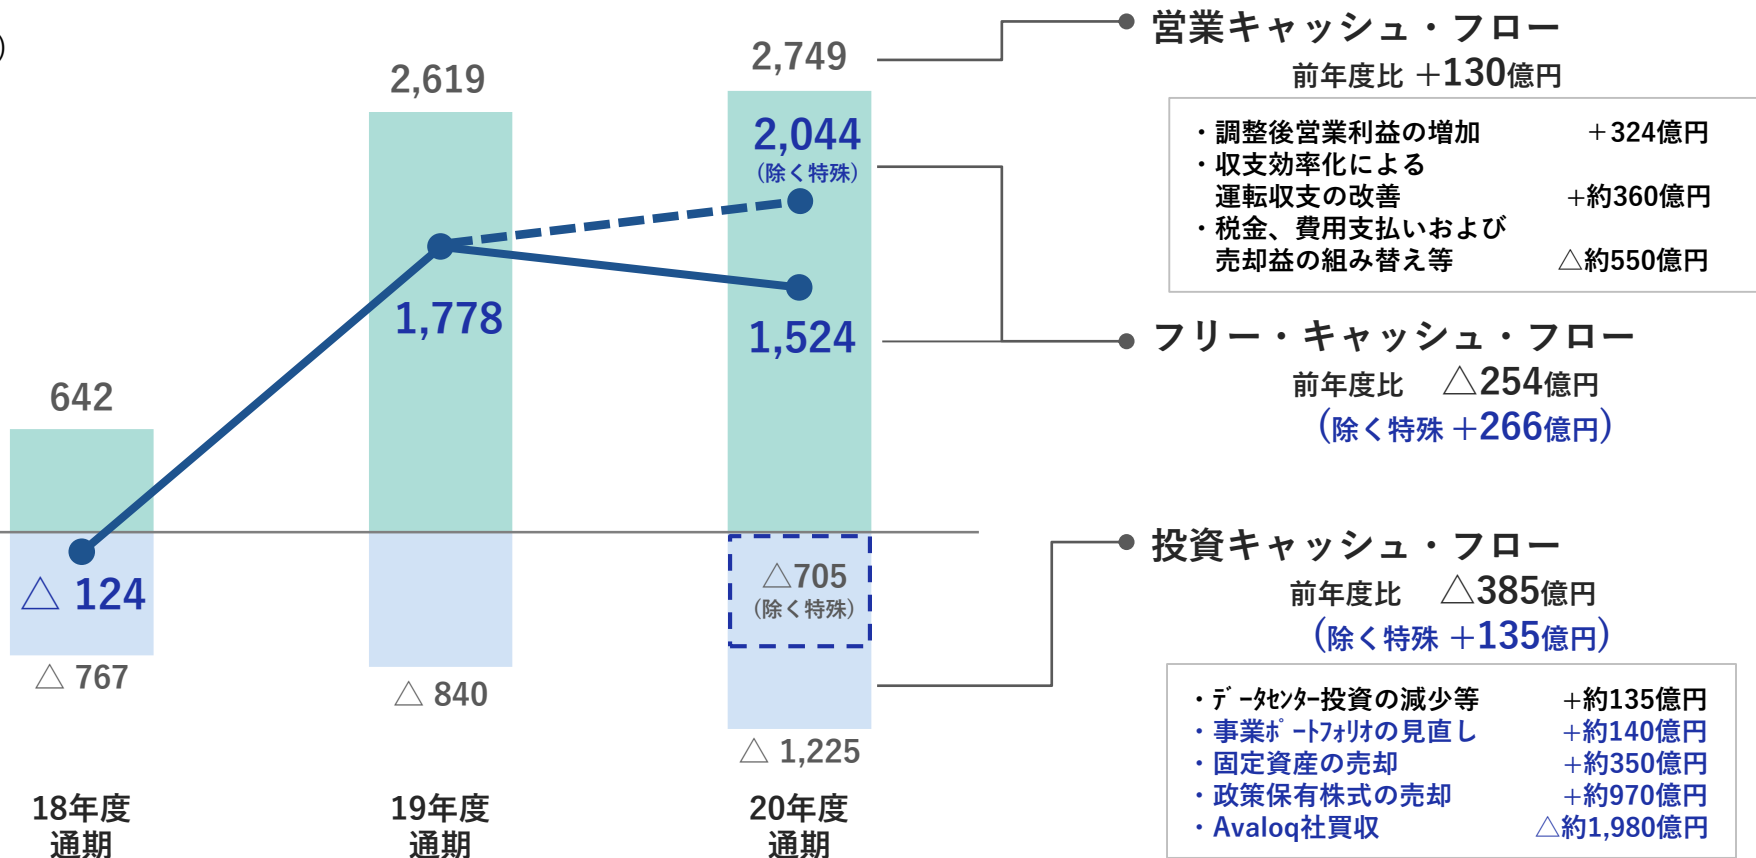 )
2,619
2,749
2,044
(除く特殊)
1,778
1,524
642
△ 124
△ 767
△ 840
△705
(除く特殊)
△ 1,225
18年度
通期
19年度
通期
20年度
通期
営業キャッシュ・フロー
前年度比 +130億円
・調整後営業利益の増加 +324億円
・収支効率化による
運転収支の改善 +約360億円
・税金、費用支払いおよび
売却益の組み替え等 △約550億円
フリー・キャッシュ・フロー
前年度比 △254億円
(除く特殊 +266億円)
投資キャッシュ・フロー
前年度比 △385億円
(除く特殊 +135億円)
・ﾃﾞｰﾀｾﾝﾀｰ投資の減少等 +約135億円
・事業ﾎﾟｰﾄﾌｫﾘｵの見直し +約140億円
・固定資産の売却 +約350億円
・政策保有株式の売却 +約970億円
・Avaloq社買収 △約1,980億円